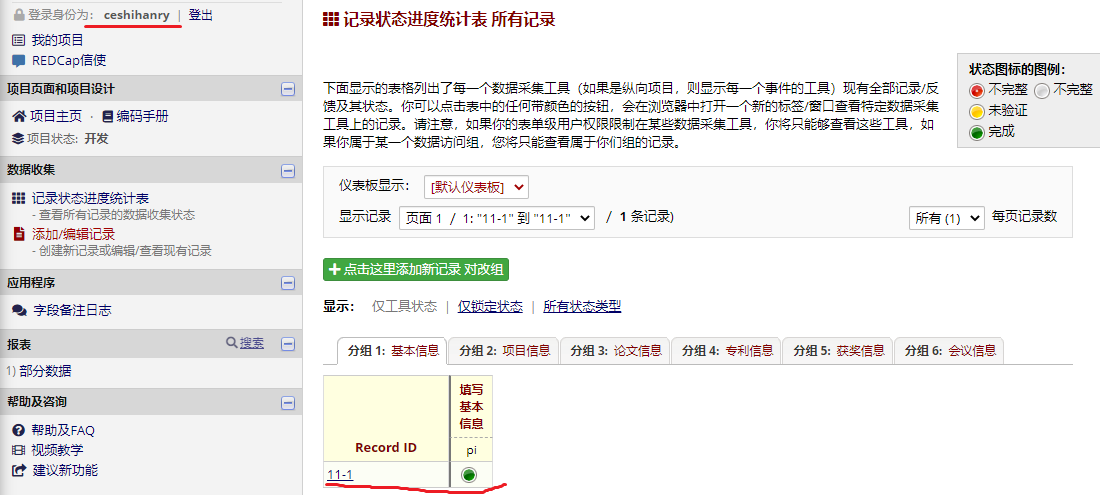 登录身份为： ceshihanry | 登出
我的项目
REDCap信使
项目页面和项目设计
项目主页 · 编码手册
项目状态: 开发
数据收集
记录状态进度统计表
- 查看所有记录的数据收集状态
添加/编辑记录
- 创建新记录或编辑/查看现有记录
应用程序
字段备注日志
报表 搜索
1) 部分数据
帮助及咨询
帮助及FAQ
视频教学
建议新功能
记录状态进度统计表 所有记录
下面显示的表格列出了每一个数据采集工具（如果是纵向项目，则显示每一个事件的工具）现有全部记录/反
馈及其状态。你可以点击表中的任何带颜色的按钮，会在浏览器中打开一个新的标签/窗口查看特定数据采集
工具上的记录。请注意，如果你的表单级用户权限限制在某些数据采集工具，你将只能够查看这些工具，如
果你属于某一个数据访问组，您将只能查看属于你们组的记录。
状态图标的图例：
不完整 不完整
未验证
完成
仪表板显示： [默认仪表板]
显示记录 页面 1 / 1: "11-1" 到 "11-1" / 1 条记录) 所有 (1) 每页记录数
点击这里添加新记录 对改组
显示： 仅工具状态 | 仅锁定状态 | 所有状态类型
分组 1: 基本信息 分组 2: 项目信息 分组 3: 论文信息 分组 4: 专利信息 分组 5: 获奖信息 分组 6: 会议信息
填写
基本
信息
Record ID pi
11-1